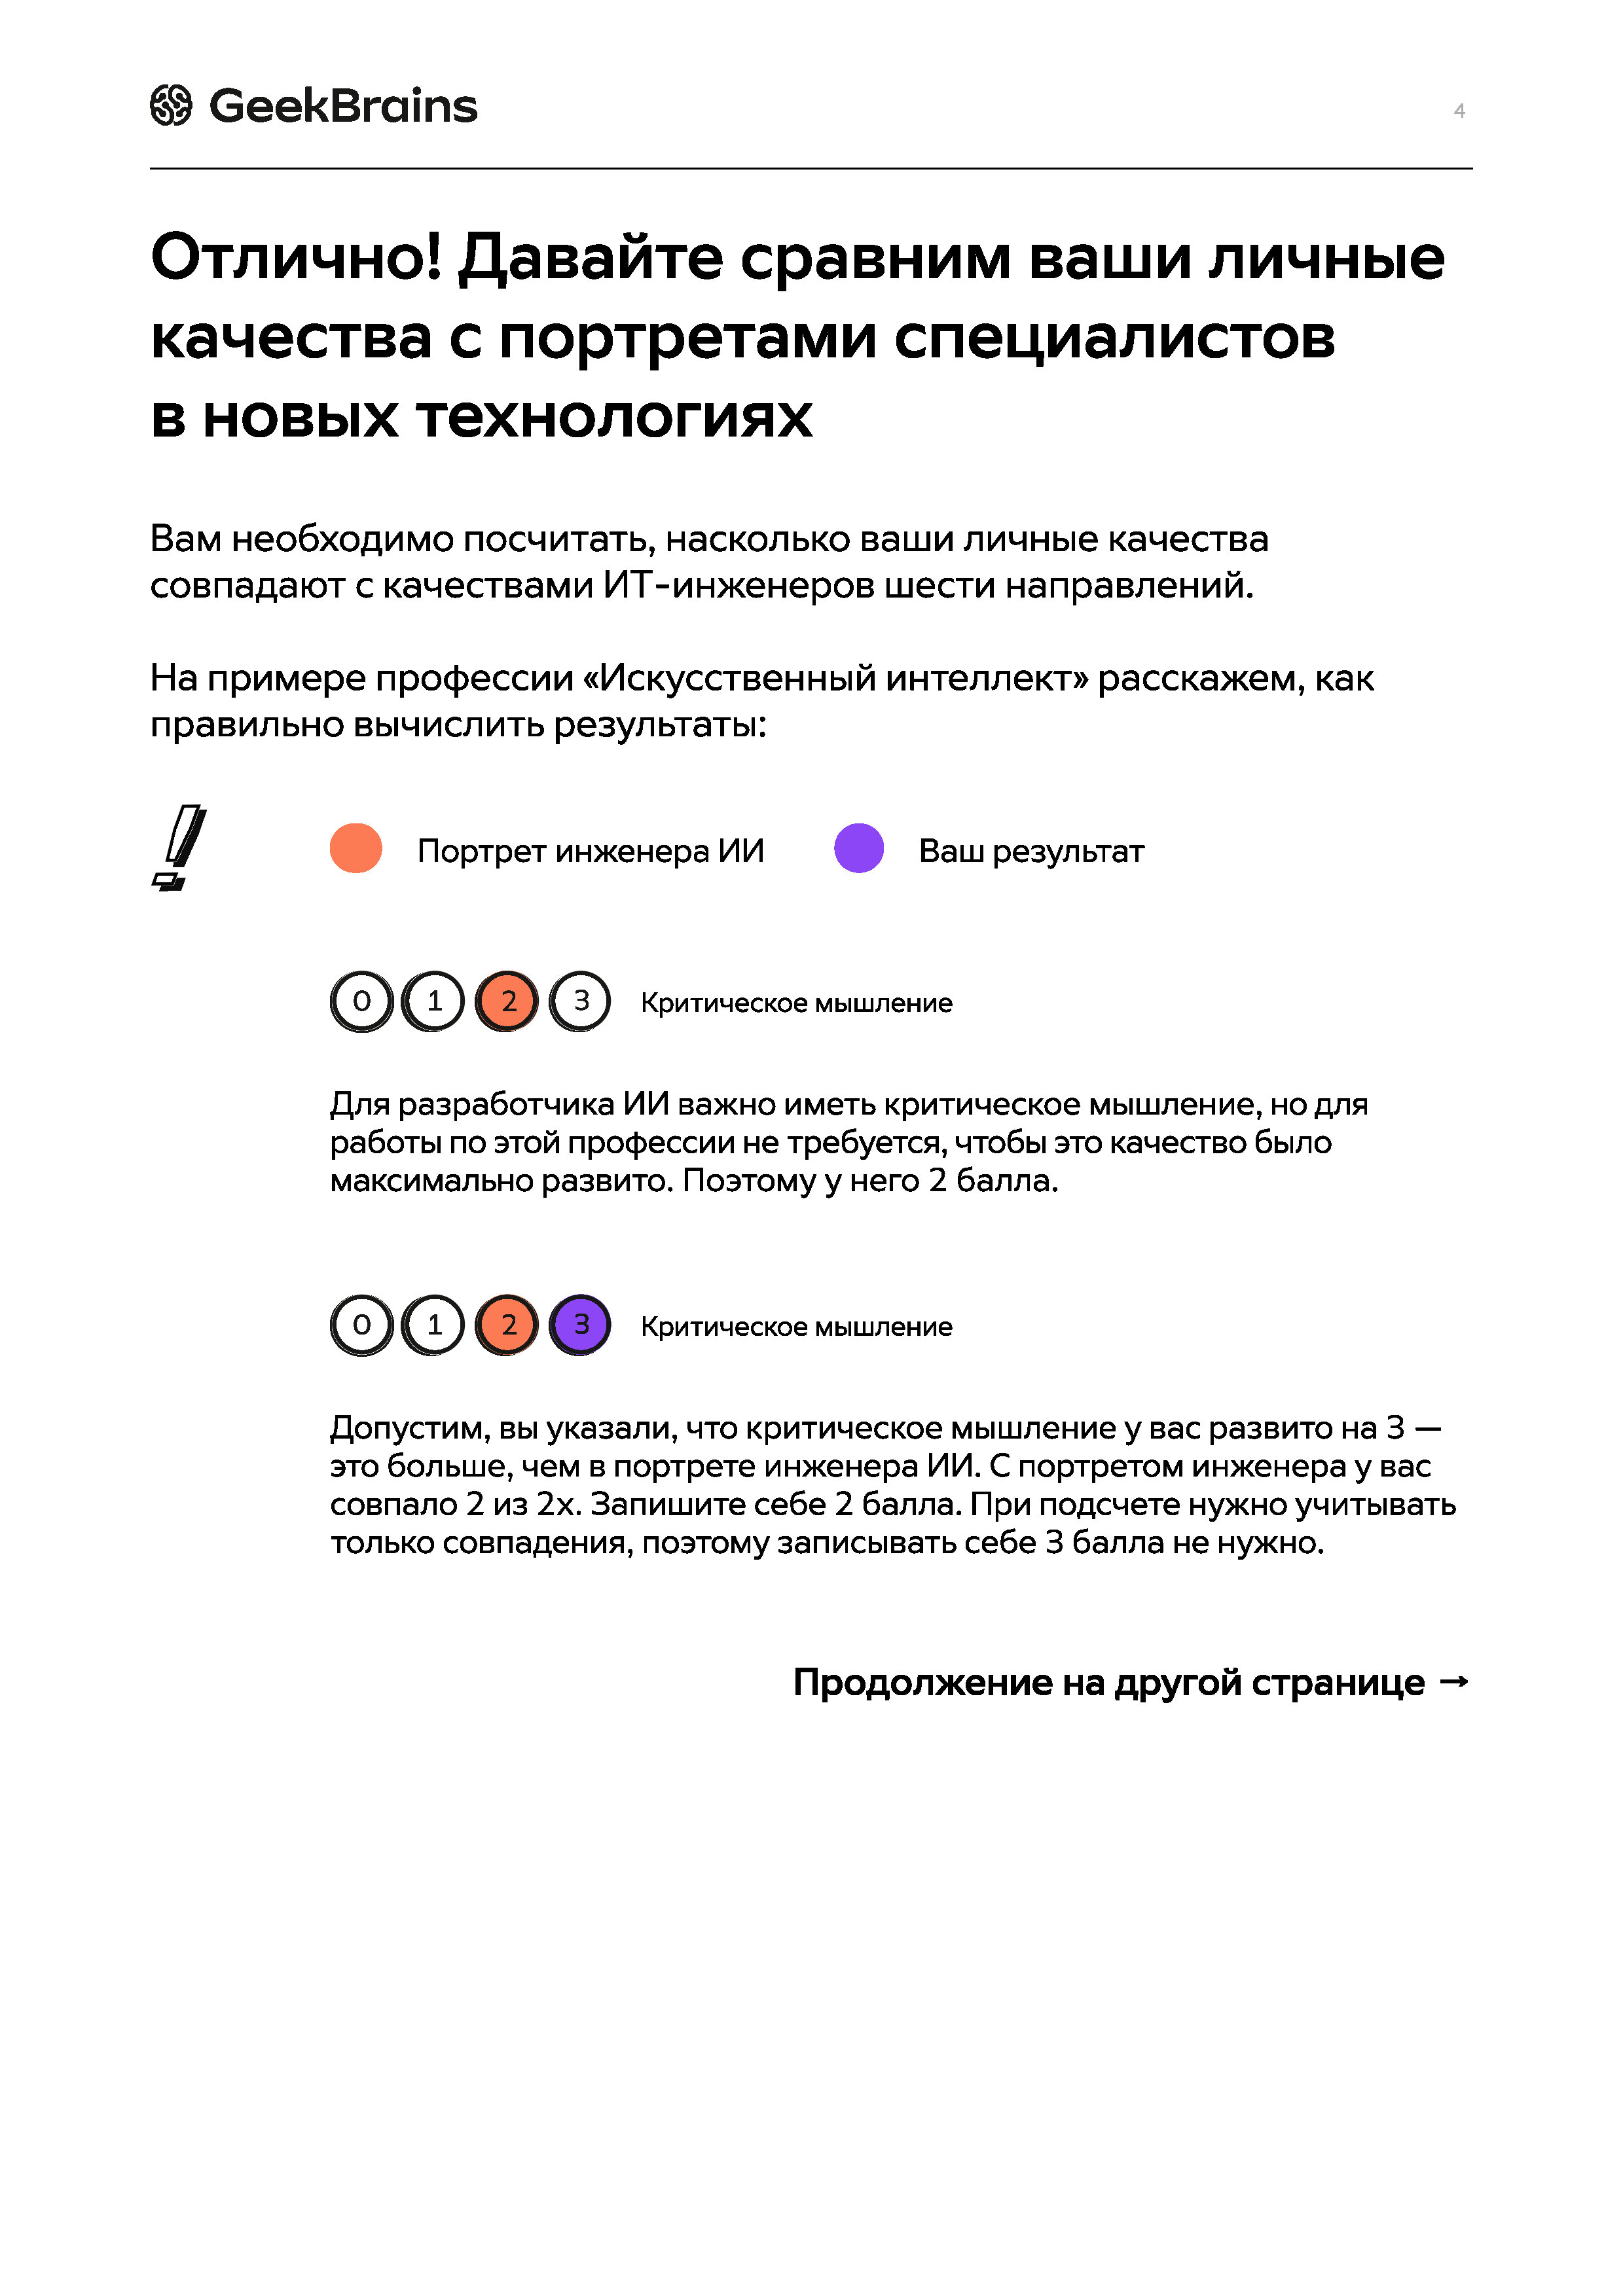 GeekBrains
4
Отлично! Давайте сравним ваши личные
качества с портретами специалистов
в новых технологиях
Вам необходимо посчитать, насколько ваши личные качества
совпадают с качествами ИТ-инженеров шести направлений.
На примере профессии «Искусственный интеллект» расскажем, как
правильно вычислить результаты:
Портрет инженера ИИ Ваш результат
0 1 2 3 Критическое мышление
Для разработчика ИИ важно иметь критическое мышление, но для
работы по этой профессии не требуется, чтобы это качество было
максимально развито. Поэтому у него 2 балла.
0 1 2 3 Критическое мышление
Допустим, вы указали, что критическое мышление у вас развито на 3 —
это больше, чем в портрете инженера ИИ. С портретом инженера у вас
совпало 2 из 2х. Запишите себе 2 балла. При подсчете нужно учитывать
только совпадения, поэтому записывать себе 3 балла не нужно.
Продолжение на другой странице →